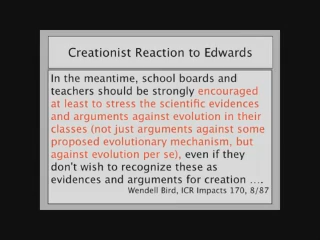 Creationist Reaction to Edwards
In the meantime, school boards and
teachers should be strongly encouraged
at least to stress the scientific evidences
and arguments against evolution in their
classes (not just arguments against some
proposed evolutionary mechanism, but
against evolution per se), even if they
don't wish to recognize these as
evidences and arguments for creation ....
Wendell Bird, ICR Impacts 170, 8/87